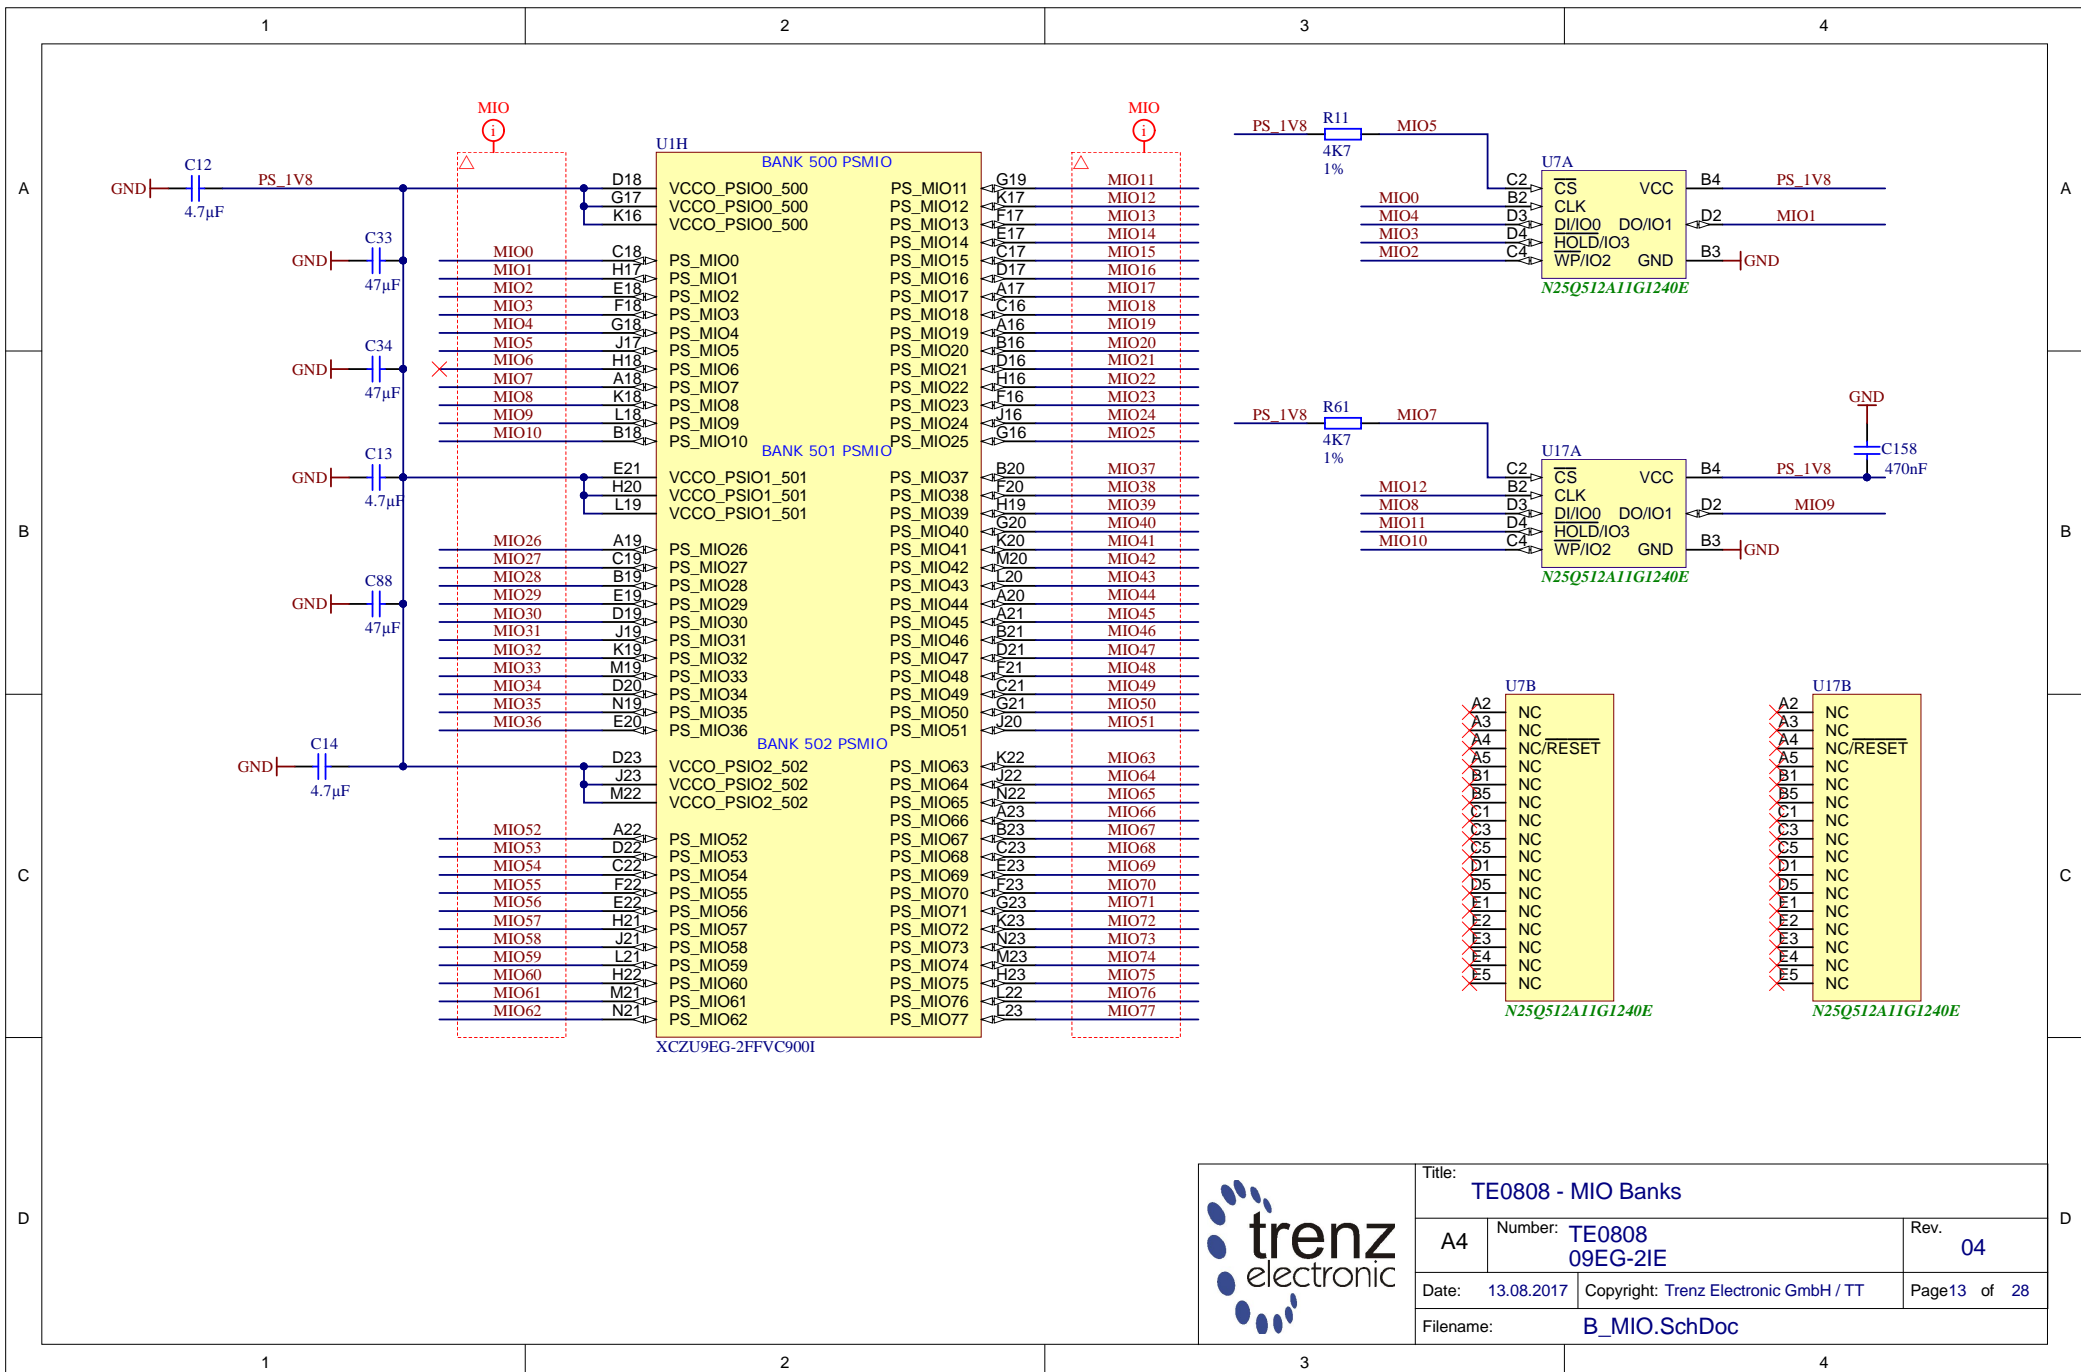 1 2 3 4
A
B
C
D
A
B
C
D
MIO
i
MIO
i
U1H
XCZU9EG-2FFVC900I
C12
4.7µF
GND
PS_1V8
C33
47µF
GND
C34
47µF
GND
C13
4.7µF
GND
C88
47µF
GND
C14
4.7µF
GND
BANK 500 PSMIO
D18 VCCO_PSIO0_500 PS_MIO11 G19 MIO11
G17 VCCO_PSIO0_500 PS_MIO12 K17 MIO12
K16 VCCO_PSIO0_500 PS_MIO13 F17 MIO13
PS_MIO14 E17 MIO14
MIO0 C18 PS_MIO0 PS_MIO15 C17 MIO15
MIO1 H17 PS_MIO1 PS_MIO16 D17 MIO16
MIO2 E18 PS_MIO2 PS_MIO17 A17 MIO17
MIO3 F18 PS_MIO3 PS_MIO18 C16 MIO18
MIO4 G18 PS_MIO4 PS_MIO19 A16 MIO19
MIO5 J17 PS_MIO5 PS_MIO20 B16 MIO20
MIO6 H18 PS_MIO6 PS_MIO21 D16 MIO21
MIO7 A18 PS_MIO7 PS_MIO22 H16 MIO22
MIO8 K18 PS_MIO8 PS_MIO23 F16 MIO23
MIO9 L18 PS_MIO9 PS_MIO24 J16 MIO24
MIO10 B18 PS_MIO10 PS_MIO25 G16 MIO25
BANK 501 PSMIO
E21 VCCO_PSIO1_501 PS_MIO37 B20 MIO37
H20 VCCO_PSIO1_501 PS_MIO38 F20 MIO38
L19 VCCO_PSIO1_501 PS_MIO39 H19 MIO39
PS_MIO40 G20 MIO40
MIO26 A19 PS_MIO26 PS_MIO41 K20 MIO41
MIO27 C19 PS_MIO27 PS_MIO42 M20 MIO42
MIO28 B19 PS_MIO28 PS_MIO43 L20 MIO43
MIO29 E19 PS_MIO29 PS_MIO44 A20 MIO44
MIO30 D19 PS_MIO30 PS_MIO45 A21 MIO45
MIO31 J19 PS_MIO31 PS_MIO46 B21 MIO46
MIO32 K19 PS_MIO32 PS_MIO47 D21 MIO47
MIO33 M19 PS_MIO33 PS_MIO48 F21 MIO48
MIO34 D20 PS_MIO34 PS_MIO49 C21 MIO49
MIO35 N19 PS_MIO35 PS_MIO50 G21 MIO50
MIO36 E20 PS_MIO36 PS_MIO51 J20 MIO51
BANK 502 PSMIO
D23 VCCO_PSIO2_502 PS_MIO63 K22 MIO63
J23 VCCO_PSIO2_502 PS_MIO64 J22 MIO64
M22 VCCO_PSIO2_502 PS_MIO65 N22 MIO65
PS_MIO66 A23 MIO66
MIO52 A22 PS_MIO52 PS_MIO67 B23 MIO67
MIO53 D22 PS_MIO53 PS_MIO68 C23 MIO68
MIO54 C22 PS_MIO54 PS_MIO69 E23 MIO69
MIO55 F22 PS_MIO55 PS_MIO70 F23 MIO70
MIO56 E22 PS_MIO56 PS_MIO71 G23 MIO71
MIO57 H21 PS_MIO57 PS_MIO72 K23 MIO72
MIO58 J21 PS_MIO58 PS_MIO73 N23 MIO73
MIO59 L21 PS_MIO59 PS_MIO74 M23 MIO74
MIO60 H22 PS_MIO60 PS_MIO75 H23 MIO75
MIO61 M21 PS_MIO61 PS_MIO76 L22 MIO76
MIO62 N21 PS_MIO62 PS_MIO77 L23 MIO77
PS_1V8 R11 MIO5
4K7
1%
U7A
C2 CS VCC B4 PS_1V8
MIO0 B2 CLK
MIO4 D3 DI/IO0 DO/IO1 D2 MIO1
MIO3 D4 HOLD/IO3
MIO2 C4 WP/IO2 GND B3 GND
N25Q512A11G1240E
PS_1V8 R61 MIO7
4K7
1%
GND
C158
470nF
U17A
C2 CS VCC B4 PS_1V8
MIO12 B2 CLK
MIO8 D3 DI/IO0 DO/IO1 D2 MIO9
MIO11 D4 HOLD/IO3
MIO10 C4 WP/IO2 GND B3 GND
N25Q512A11G1240E
U7B
A2 NC
A3 NC
A4 NC/RESET
A5 NC
B1 NC
B5 NC
C1 NC
C3 NC
C5 NC
D1 NC
D5 NC
E1 NC
E2 NC
E3 NC
E4 NC
E5 NC
N25Q512A11G1240E
U17B
A2 NC
A3 NC
A4 NC/RESET
A5 NC
B1 NC
B5 NC
C1 NC
C3 NC
C5 NC
D1 NC
D5 NC
E1 NC
E2 NC
E3 NC
E4 NC
E5 NC
N25Q512A11G1240E
trenz
electronic
Title: TE0808 - MIO Banks
A4 Number: TE0808
09EG-2IE
Rev. 04
Date: 13.08.2017 Copyright: Trenz Electronic GmbH / TT Page13 of 28
Filename: B_MIO.SchDoc
1 2 3 4